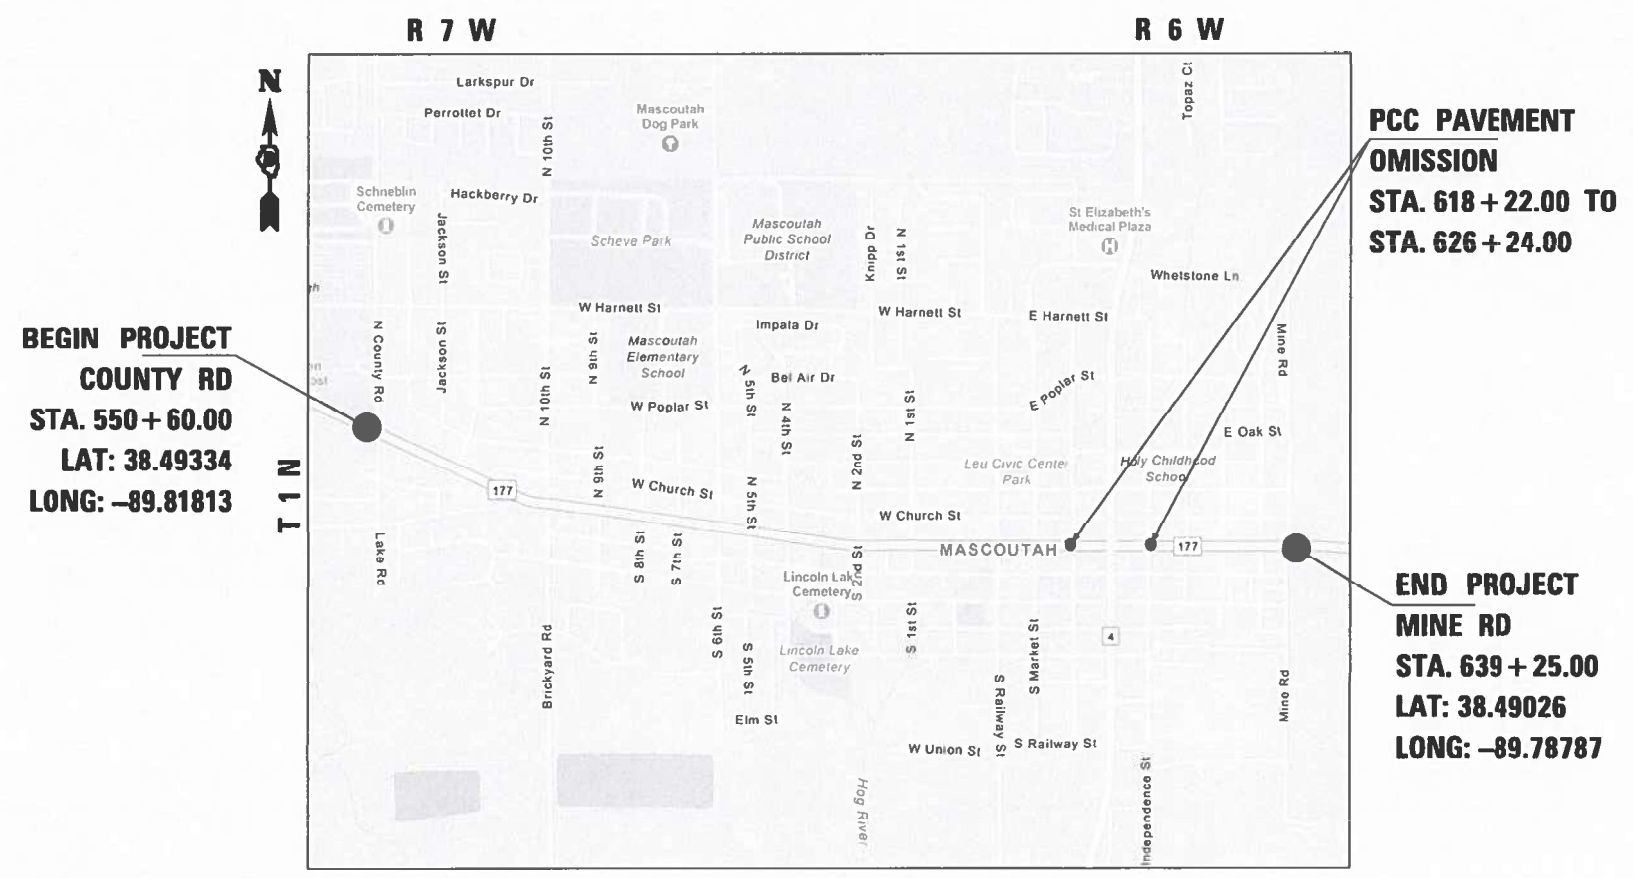 R 7 W
R 6 W
N
Larkspur Dr
Perrottet Dr
N 10th St
Mascoutah
Dog Park
Topaz Ct
PCC PAVEMENT
OMISSION
STA. 618+22.00 TO
STA. 626+24.00
Schneblin
Cemetery
Hackberry Dr
Jackson St
Scheve Park
Mascoutah
Public School
District
Knipp Dr
N 1st St
St Elizabeth's
Medical Plaza
H
Whetstone Ln
W Harnett St
Impala Dr
W Harnett St
E Harnett St
BEGIN PROJECT
COUNTY RD
STA. 550+60.00
LAT: 38.49334
LONG: –89.81813
N County Rd
Jackson St
N 10th St
N 9th St
Mascoutah
Elementary
School
N 5th St
Bel Air Dr
W Poplar St
N 4th St
N 1st St
E Poplar St
Mine Rd
E Oak St
T 1 N
177
N 9th St
W Church St
N 5th St
N 2nd St
Leu Civic Center
Park
Holy Childhood
School
W Church St
MASCOUTAH
177
Lake Rd
S 8th St
S 7th St
S 2nd St
Lincoln Lake
Cemetery
END PROJECT
MINE RD
STA. 639+25.00
LAT: 38.49026
LONG: –89.78787
Brickyard Rd
S 6th St
S 5th St
Lincoln Lake
Cemetery
S 1st St
S Market St
4
S Railway St
Mine Rd
Elm St
W Union St
S Railway St
Hog River
Independence St